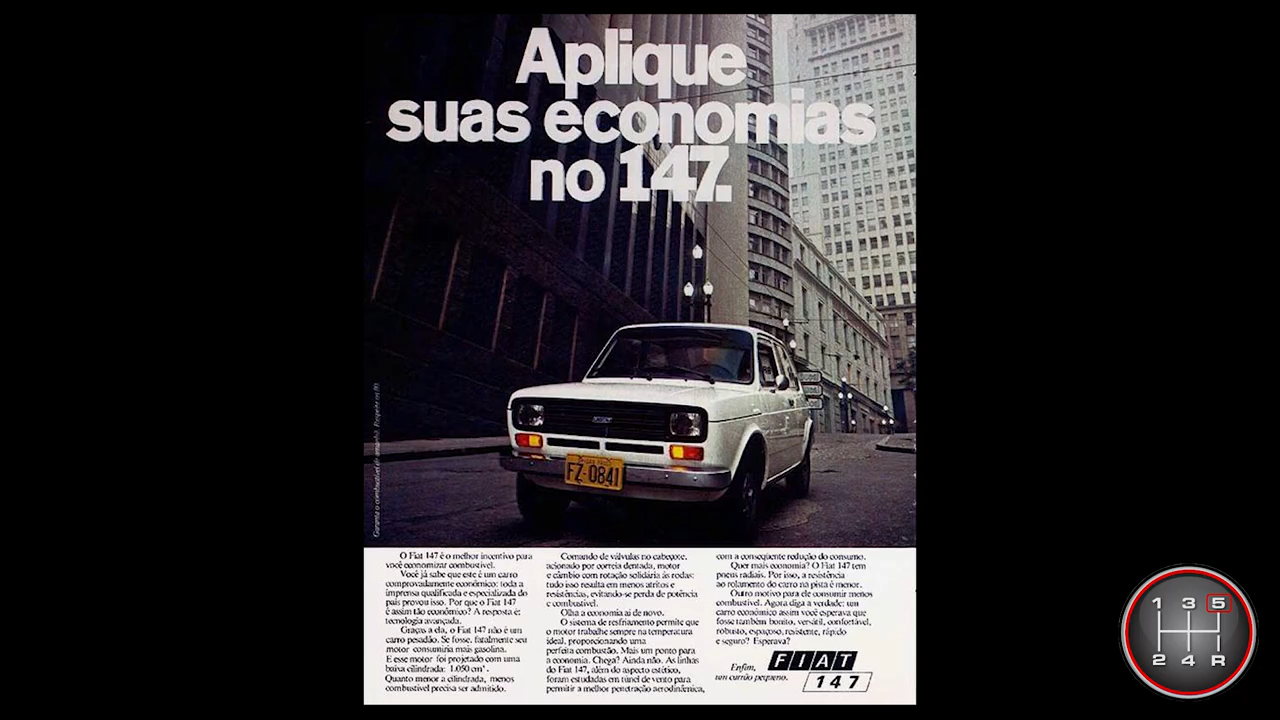 Aplique
suas economias
no 147.
FIAT
FZ-0841
Garanta o combustível de amanhã. Poupe hoje.
O Fiat 147 é o melhor incentivo para
você economizar combustível.
Você já sabe que este é um carro
comprovadamente econômico: toda a
imprensa qualificada e especializada do
país provou isso. Por que o Fiat 147
é assim tão econômico? A resposta é:
tecnologia avançada.
Graças a ela, o Fiat 147 não é um
carro pesadão. Se fosse, fatalmente seu
motor consumiria mais gasolina.
E esse motor foi projetado com uma
baixa cilindrada: 1.050 cm³.
Quanto menor a cilindrada, menos
combustível precisa ser admitido.
Comando de válvulas no cabeçote,
acionado por correia dentada, motor
e câmbio com rotação solidária às rodas:
tudo isso resulta em menos atritos e
resistências, evitando-se perda de potência
e combustível.
Olha a economia aí de novo.
O sistema de resfriamento permite que
o motor trabalhe sempre na temperatura
ideal, proporcionando uma
perfeita combustão. Mais um ponto para
a economia. Chega? Ainda não. As linhas
do Fiat 147, além do aspecto estético,
foram estudadas em túnel de vento para
permitir a melhor penetração aerodinâmica,
com a conseqüente redução do consumo.
Quer mais economia? O Fiat 147 tem
pneus radiais. Por isso, a resistência
ao rolamento do carro na pista é menor.
Outro motivo para ele consumir menos
combustível. Agora diga a verdade: um
carro econômico assim você esperava que
fosse também bonito, versátil, confortável,
robusto, espaçoso, resistente, rápido
e seguro? Esperava?
Enfim,
um carrão pequeno.
FIAT
147
1 3 5
2 4 R